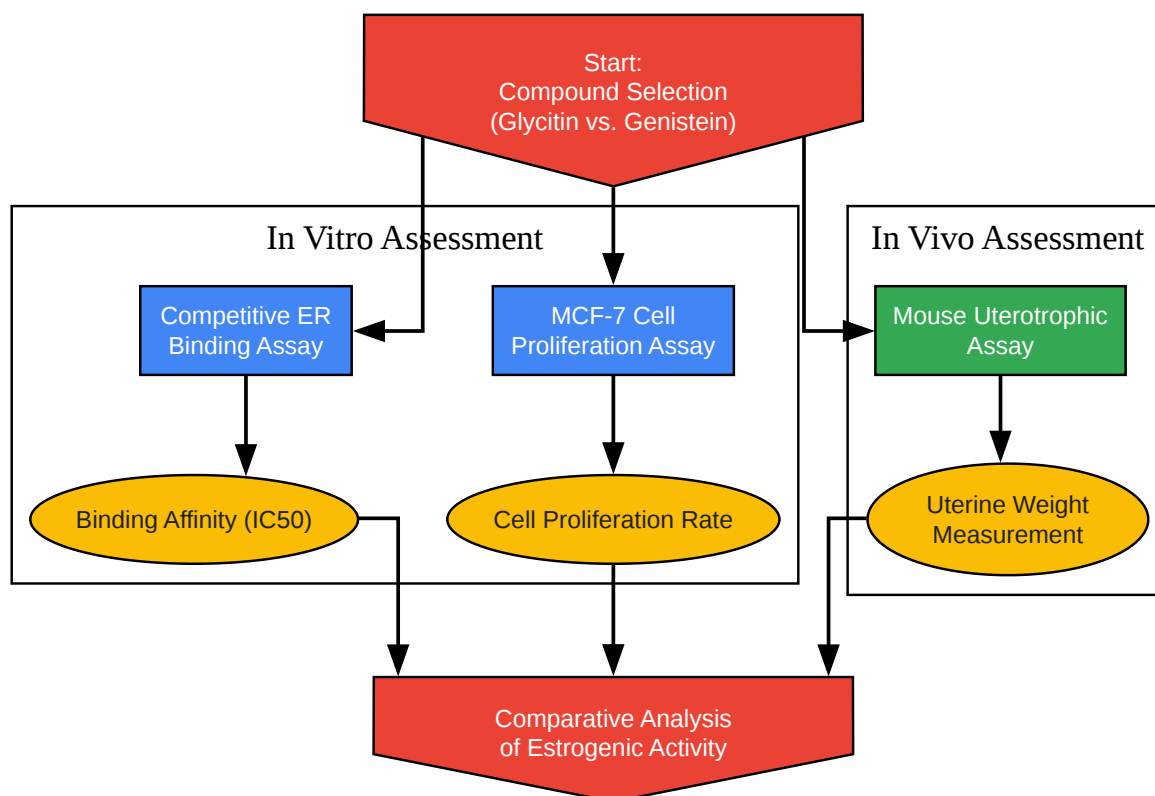 Start:
Compound Selection
(Glycitin vs. Genistein)
In Vitro Assessment
In Vivo Assessment
Competitive ER
Binding Assay
MCF-7 Cell
Proliferation Assay
Mouse Uterotrophic
Assay
Binding Affinity (IC50)
Cell Proliferation Rate
Uterine Weight
Measurement
Comparative Analysis
of Estrogenic Activity